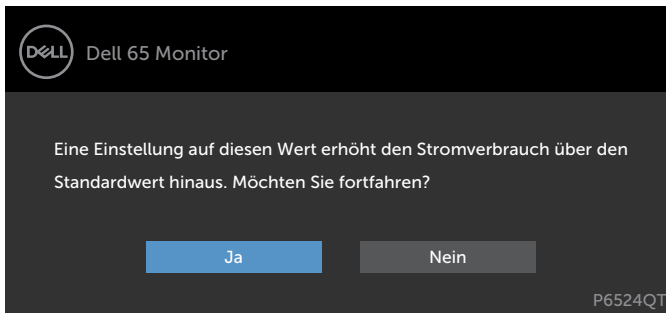 DELL
Dell 65 Monitor
Eine Einstellung auf diesen Wert erhöht den Stromverbrauch über den
Standardwert hinaus. Möchten Sie fortfahren?
Ja
Nein
P6524QT